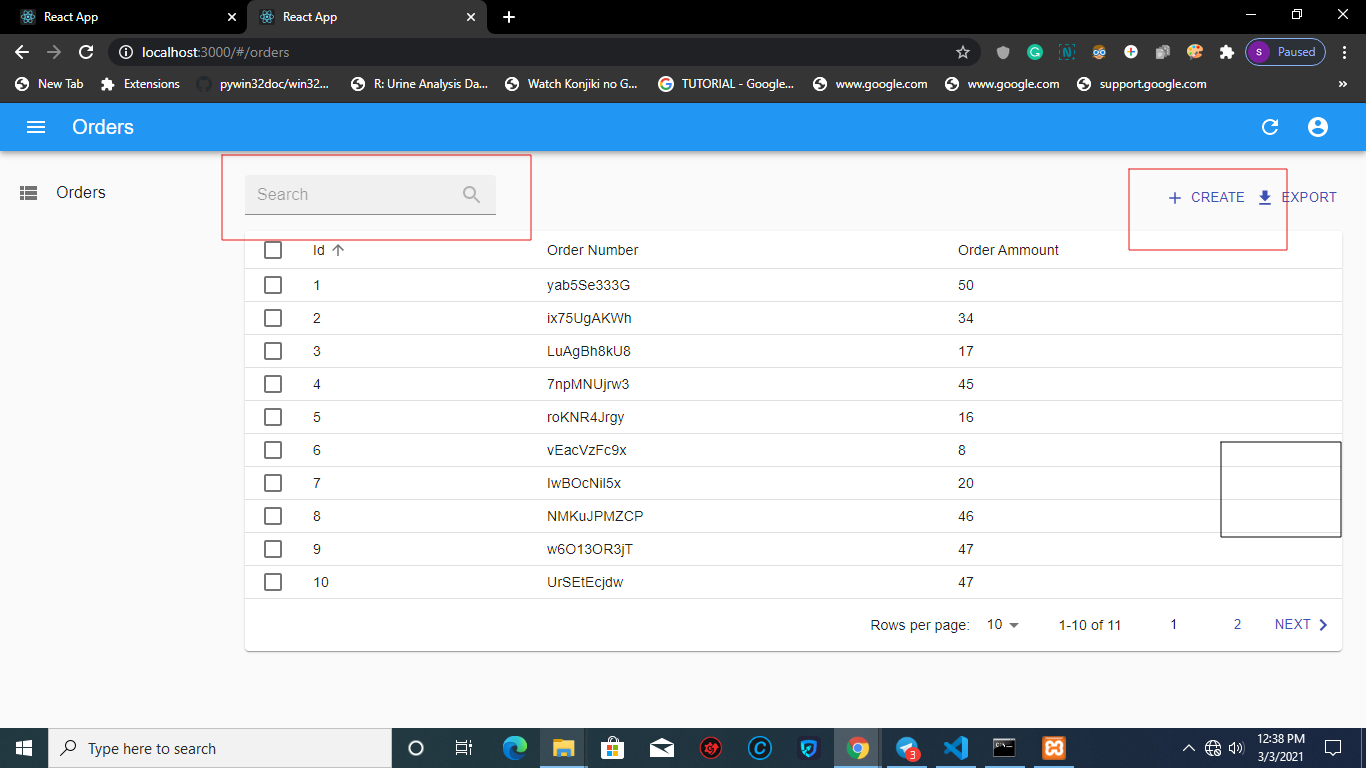 React App
React App
localhost:3000/#/orders
S Paused
New Tab Extensions pywin32doc/win32... R: Urine Analysis Da... Watch Konjiki no G... TUTORIAL - Google... www.google.com www.google.com support.google.com »
Orders
Orders
Search
CREATE EXPORT
Id Order Number Order Ammount
1 yab5Se333G 50
2 ix75UgAKWh 34
3 LuAgBh8kU8 17
4 7npMNUjrw3 45
5 roKNR4Jrgy 16
6 vEacVzFc9x 8
7 IwBOcNil5x 20
8 NMKuJPMZCP 46
9 w6O13OR3jT 47
10 UrSEtEcjdw 47
Rows per page: 10 1-10 of 11 1 2 NEXT
Type here to search
3
12:38 PM
3/3/2021